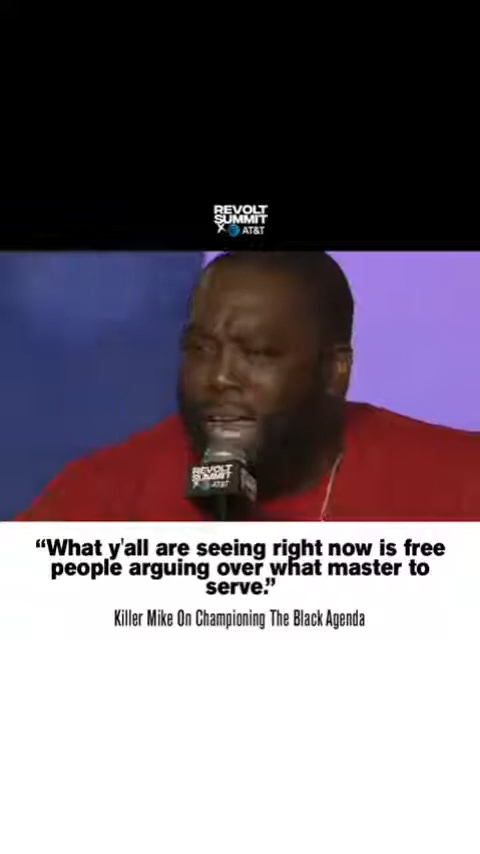 REVOLT
SUMMIT
X AT&T
REVOLT
SUMMIT
AT&T
“What y'all are seeing right now is free
people arguing over what master to
serve.”
Killer Mike On Championing The Black Agenda